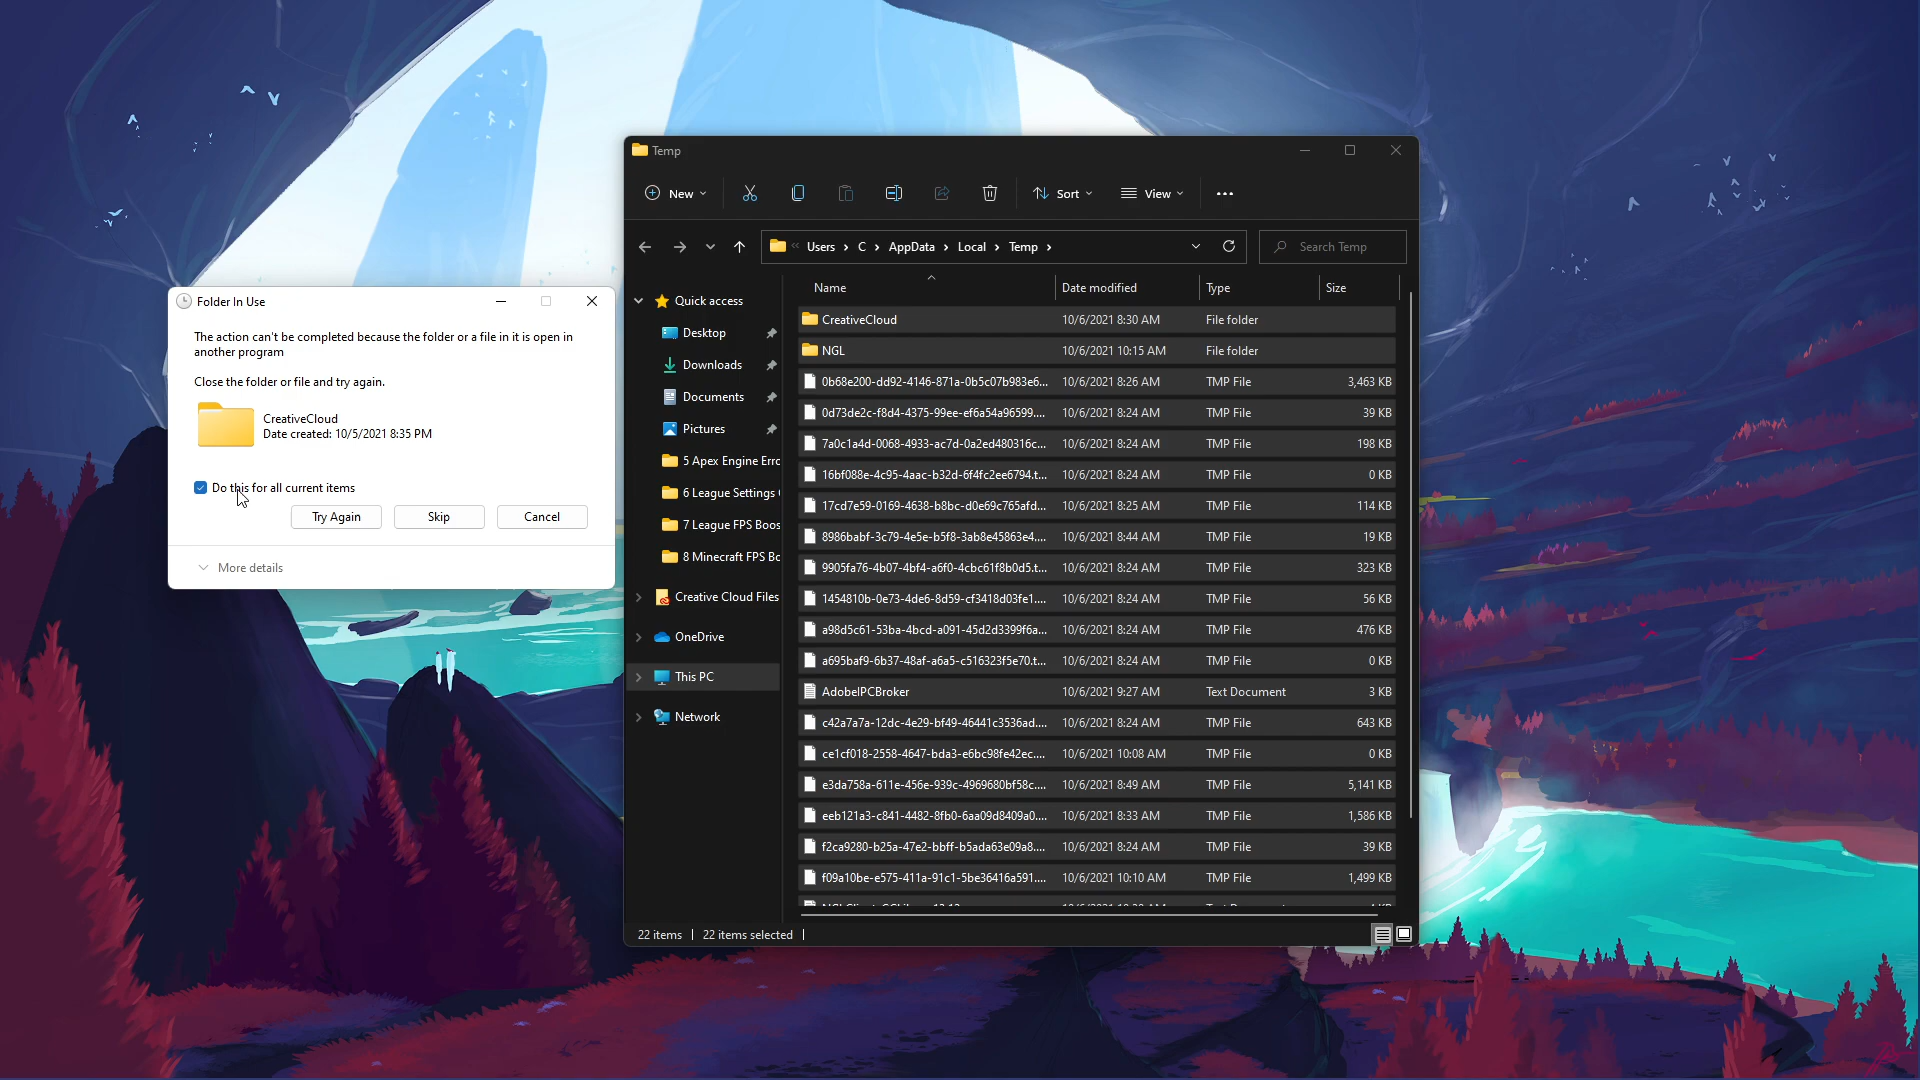 Folder In Use
The action can't be completed because the folder or a file in it is open in
another program
Close the folder or file and try again.
CreativeCloud
Date created: 10/5/2021 8:35 PM
Do this for all current items
Try Again Skip Cancel
More details
Temp
New Sort View
Users C AppData Local Temp
Search Temp
Quick access
Desktop
Downloads
Documents
Pictures
5 Apex Engine Erro
6 League Settings
7 League FPS Boos
8 Minecraft FPS Bo
Creative Cloud Files
OneDrive
This PC
Network
Name Date modified Type Size
CreativeCloud 10/6/2021 8:30 AM File folder
NGL 10/6/2021 10:15 AM File folder
0b68e200-dd92-4146-871a-0b5c07b983e6... 10/6/2021 8:26 AM TMP File 3,463 KB
0d73de2c-f8d4-4375-99ee-ef6a54a96599.... 10/6/2021 8:24 AM TMP File 39 KB
7a0c1a4d-0068-4933-ac7d-0a2ed480316c... 10/6/2021 8:24 AM TMP File 198 KB
16bf088e-4c95-4aac-b32d-6f4fc2ee6794.t... 10/6/2021 8:24 AM TMP File 0 KB
17cd7e59-0169-4638-b8bc-d0e69c765afd... 10/6/2021 8:25 AM TMP File 114 KB
8986babf-3c79-4e5e-b5f8-3ab8e45863e4.... 10/6/2021 8:44 AM TMP File 19 KB
9905fa76-4b07-4bf4-a6f0-4cbc61f8b0d5.t... 10/6/2021 8:24 AM TMP File 323 KB
1454810b-0e73-4de6-8d59-cf3418d03fe1.... 10/6/2021 8:24 AM TMP File 56 KB
a98d5c61-53ba-4bcd-a091-45d2d3399f6a... 10/6/2021 8:24 AM TMP File 476 KB
a695baf9-6b37-48af-a6a5-c516323f5e70.t... 10/6/2021 8:24 AM TMP File 0 KB
AdobeIPCBroker 10/6/2021 9:27 AM Text Document 3 KB
c42a7a7a-12dc-4e29-bf49-46441c3536ad.... 10/6/2021 8:24 AM TMP File 643 KB
ce1cf018-2558-4647-bda3-e6bc98fe42ec.... 10/6/2021 10:08 AM TMP File 0 KB
e3da758a-611e-456e-939c-4969680bf58c.... 10/6/2021 8:49 AM TMP File 5,141 KB
eeb121a3-c841-4482-8fb0-6aa09d8409a0.... 10/6/2021 8:33 AM TMP File 1,586 KB
f2ca9280-b25a-47e2-bbff-b5ada63e09a8.... 10/6/2021 8:24 AM TMP File 39 KB
f09a10be-e575-411a-91c1-5be36416a591.... 10/6/2021 10:10 AM TMP File 1,499 KB
22 items 22 items selected